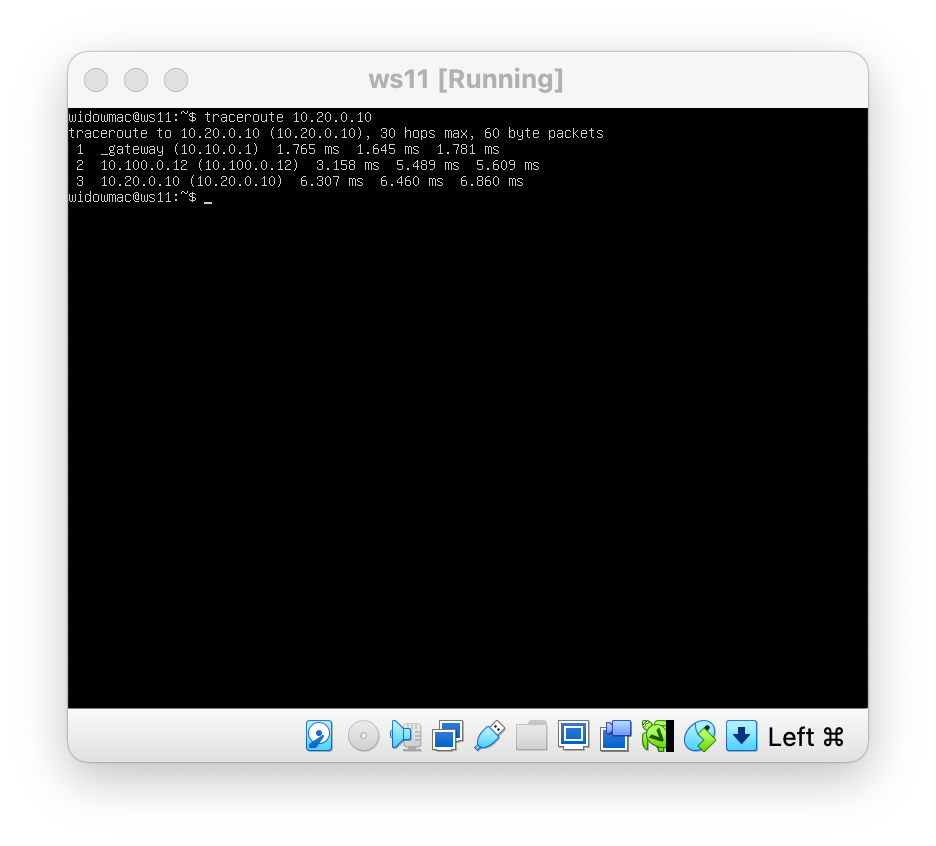 ws11 [Running]
widowmac@ws11:~$ traceroute 10.20.0.10
traceroute to 10.20.0.10 (10.20.0.10), 30 hops max, 60 byte packets
 1  _gateway (10.10.0.1)  1.765 ms  1.645 ms  1.781 ms
 2  10.100.0.12 (10.100.0.12)  3.158 ms  5.489 ms  5.609 ms
 3  10.20.0.10 (10.20.0.10)  6.307 ms  6.460 ms  6.860 ms
widowmac@ws11:~$ _
Left ⌘